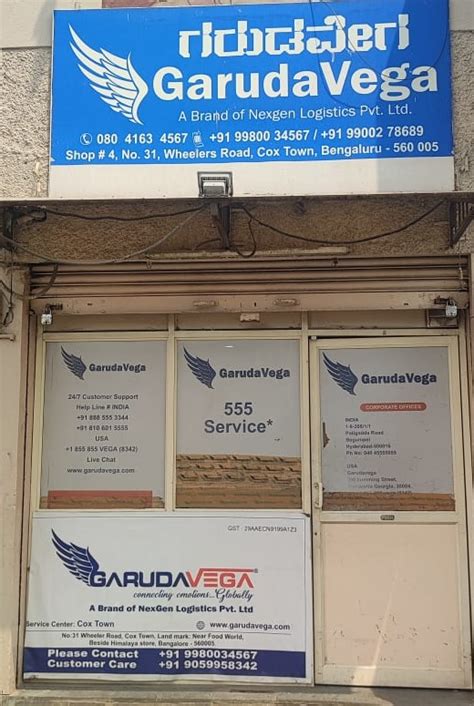 ಗರುಡವೇಗ
GarudaVega
A Brand of Nexgen Logistics Pvt. Ltd.
080 4163 4567 +91 99800 34567 / +91 99002 78689
Shop # 4, No. 31, Wheelers Road, Cox Town, Bengaluru - 560 005
GarudaVega
24/7 Customer Support
Help Line # INDIA
+91 888 555 3344
+91 810 601 5555
USA
+1 855 855 VEGA (8342)
Live Chat
www.garudavega.com
GarudaVega
555
Service*
GarudaVega
CORPORATE OFFICES
INDIA
Road
Begumpet
Hyderabad-500016
USA
Garudavega
Street,
Georgia,
GST : 29AAECN9199A1Z3
GARUDAVEGA®
connecting emotions...Globally
A Brand of NexGen Logistics Pvt. Ltd
Service Center: Cox Town
www.garudavega.com
No:31 Wheeler Road, Cox Town, Land mark: Near Food World,
Beside Himalaya store, Bangalore - 560005.
Please Contact +91 9980034567
Customer Care +91 9059958342